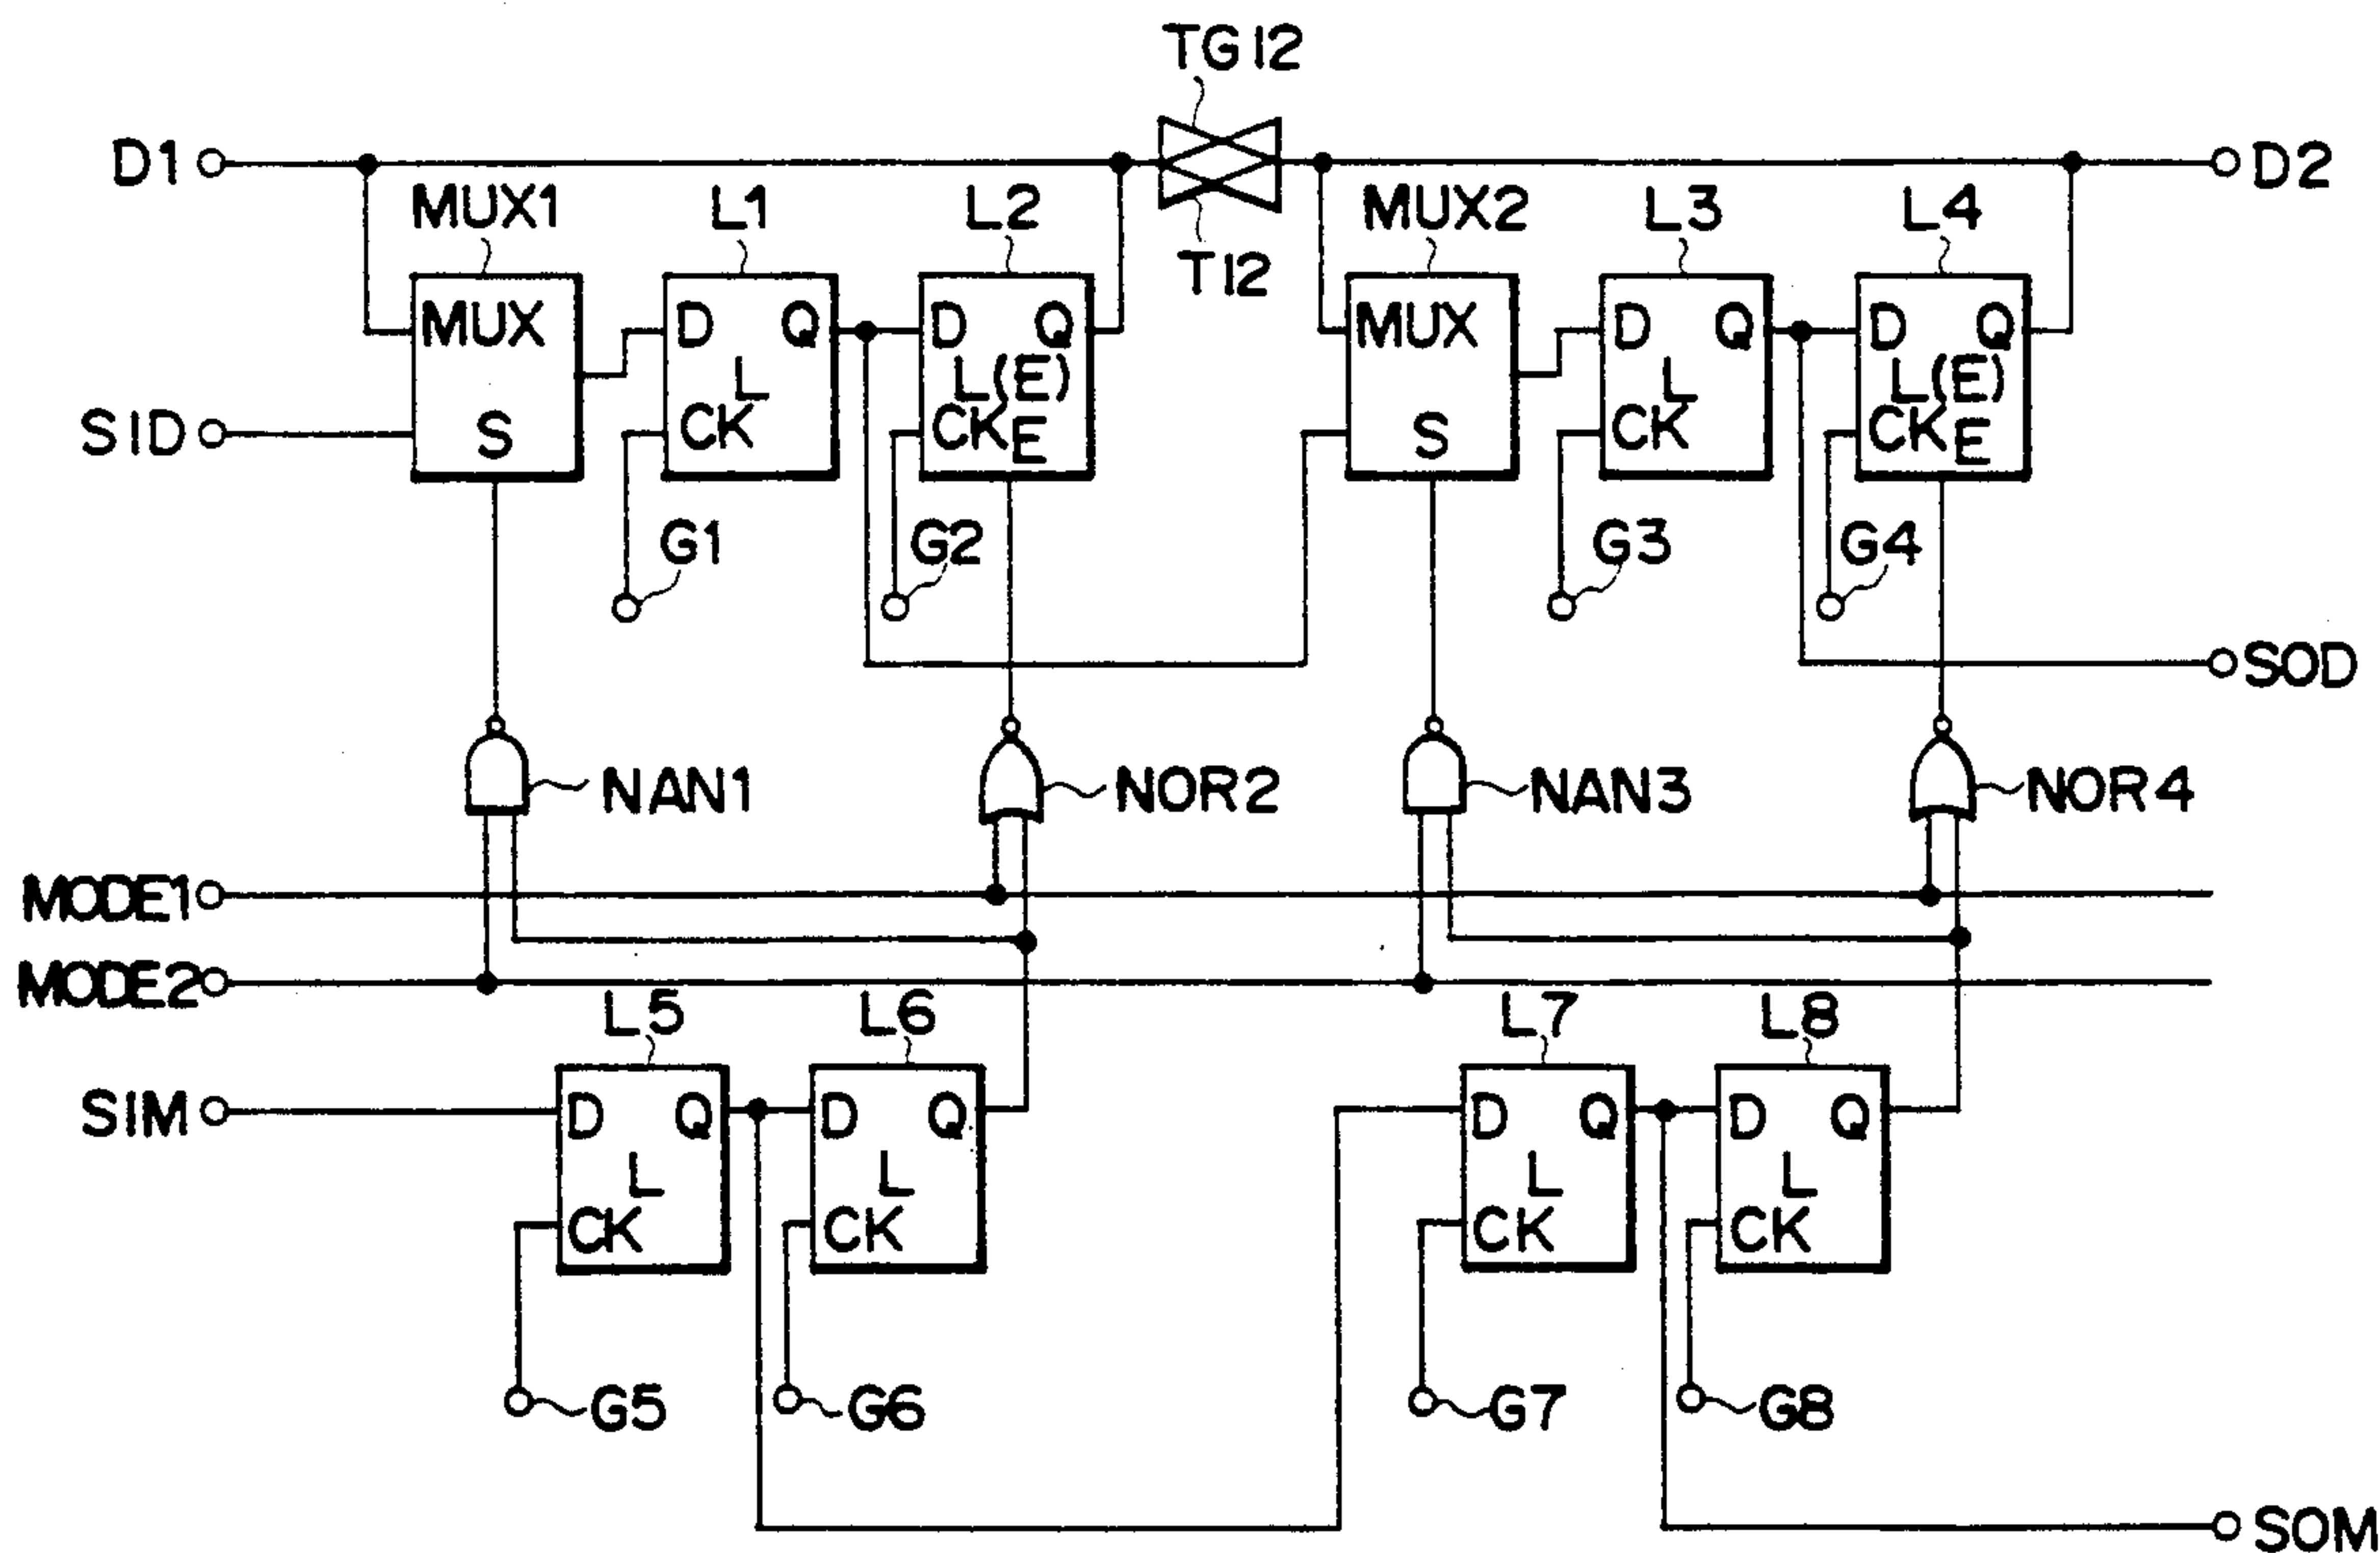 TG12
D1
D2
MUX1
L1
L2
T12
MUX2
L3
L4
MUX
S
D
Q
L
CK
D
Q
L(E)
CK
E
MUX
S
D
Q
L
CK
D
Q
L(E)
CK
E
SID
G1
G2
G3
G4
SOD
NAN1
NOR2
NAN3
NOR4
MODE1
MODE2
L5
L6
L7
L8
SIM
D
Q
L
CK
D
Q
L
CK
D
Q
L
CK
D
Q
L
CK
G5
G6
G7
G8
SOM